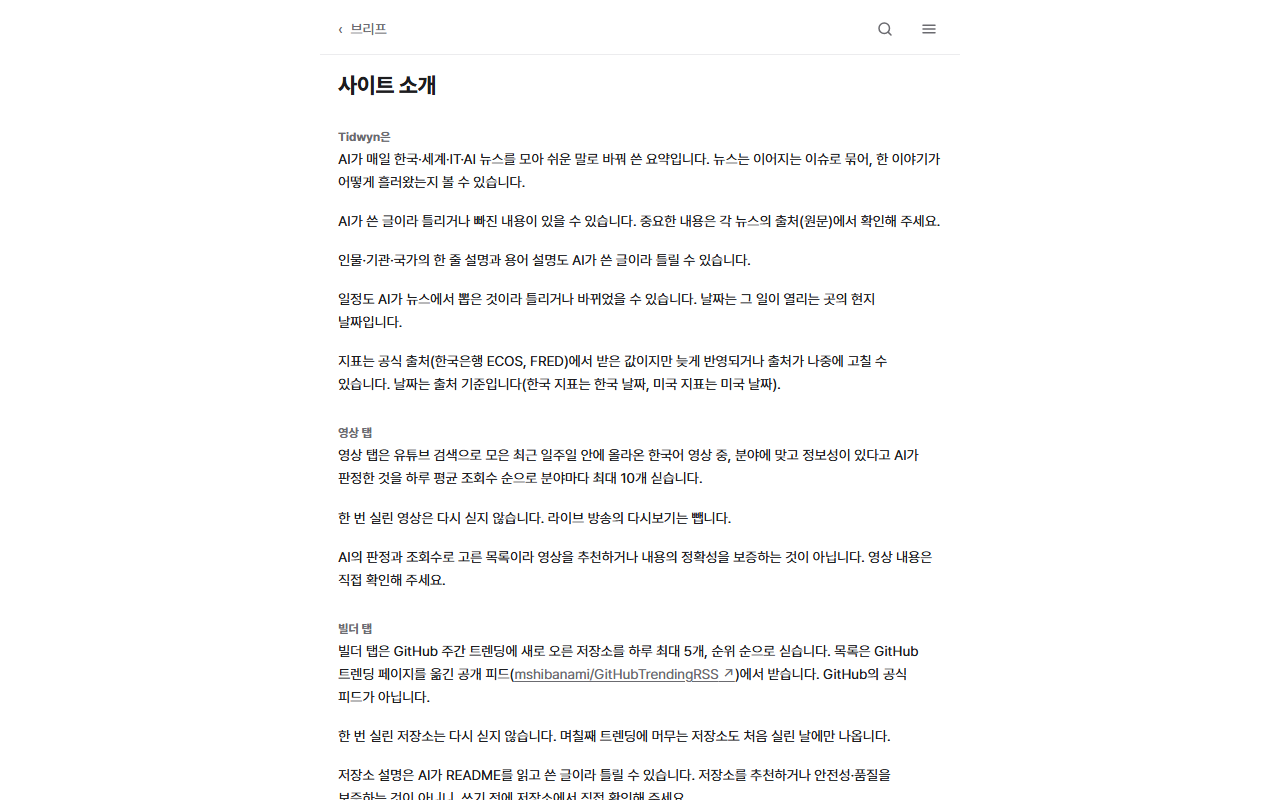 ‹ 브리프
사이트 소개
Tidwyn은
AI가 매일 한국·세계·IT·AI 뉴스를 모아 쉬운 말로 바꿔 쓴 요약입니다. 뉴스는 이어지는 이슈로 묶어, 한 이야기가
어떻게 흘러왔는지 볼 수 있습니다.
AI가 쓴 글이라 틀리거나 빠진 내용이 있을 수 있습니다. 중요한 내용은 각 뉴스의 출처(원문)에서 확인해 주세요.
인물·기관·국가의 한 줄 설명과 용어 설명도 AI가 쓴 글이라 틀릴 수 있습니다.
일정도 AI가 뉴스에서 뽑은 것이라 틀리거나 바뀌었을 수 있습니다. 날짜는 그 일이 열리는 곳의 현지
날짜입니다.
지표는 공식 출처(한국은행 ECOS, FRED)에서 받은 값이지만 늦게 반영되거나 출처가 나중에 고칠 수
있습니다. 날짜는 출처 기준입니다(한국 지표는 한국 날짜, 미국 지표는 미국 날짜).
영상 탭
영상 탭은 유튜브 검색으로 모은 최근 일주일 안에 올라온 한국어 영상 중, 분야에 맞고 정보성이 있다고 AI가
판정한 것을 하루 평균 조회수 순으로 분야마다 최대 10개 싣습니다.
한 번 실린 영상은 다시 싣지 않습니다. 라이브 방송의 다시보기는 뺍니다.
AI의 판정과 조회수로 고른 목록이라 영상을 추천하거나 내용의 정확성을 보증하는 것이 아닙니다. 영상 내용은
직접 확인해 주세요.
빌더 탭
빌더 탭은 GitHub 주간 트렌딩에 새로 오른 저장소를 하루 최대 5개, 순위 순으로 싣습니다. 목록은 GitHub
트렌딩 페이지를 옮긴 공개 피드(mshibanami/GitHubTrendingRSS ↗)에서 받습니다. GitHub의 공식
피드가 아닙니다.
한 번 실린 저장소는 다시 싣지 않습니다. 며칠째 트렌딩에 머무는 저장소도 처음 실린 날에만 나옵니다.
저장소 설명은 AI가 README를 읽고 쓴 글이라 틀릴 수 있습니다. 저장소를 추천하거나 안전성·품질을
보증하는 것이 아니니, 쓰기 전에 저장소에서 직접 확인해 주세요.